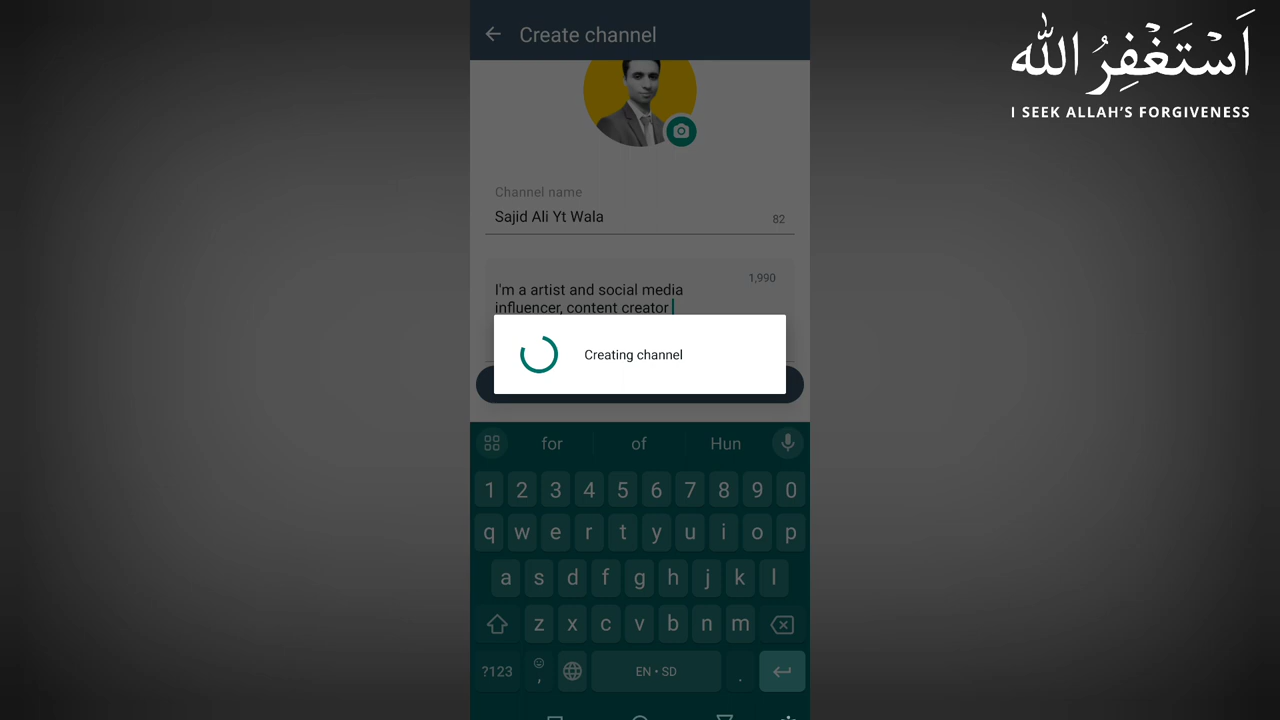 Create channel
أَسْتَغْفِرُ اللّٰه
I SEEK ALLAH'S FORGIVENESS
Channel name
Sajid Ali Yt Wala
82
1,990
I'm a artist and social media
influencer, content creator
Creating channel
for of Hun
1 2 3 4 5 6 7 8 9 0
q w e r t y u i o p
a s d f g h j k l
z x c v b n m
?123 , EN • SD .